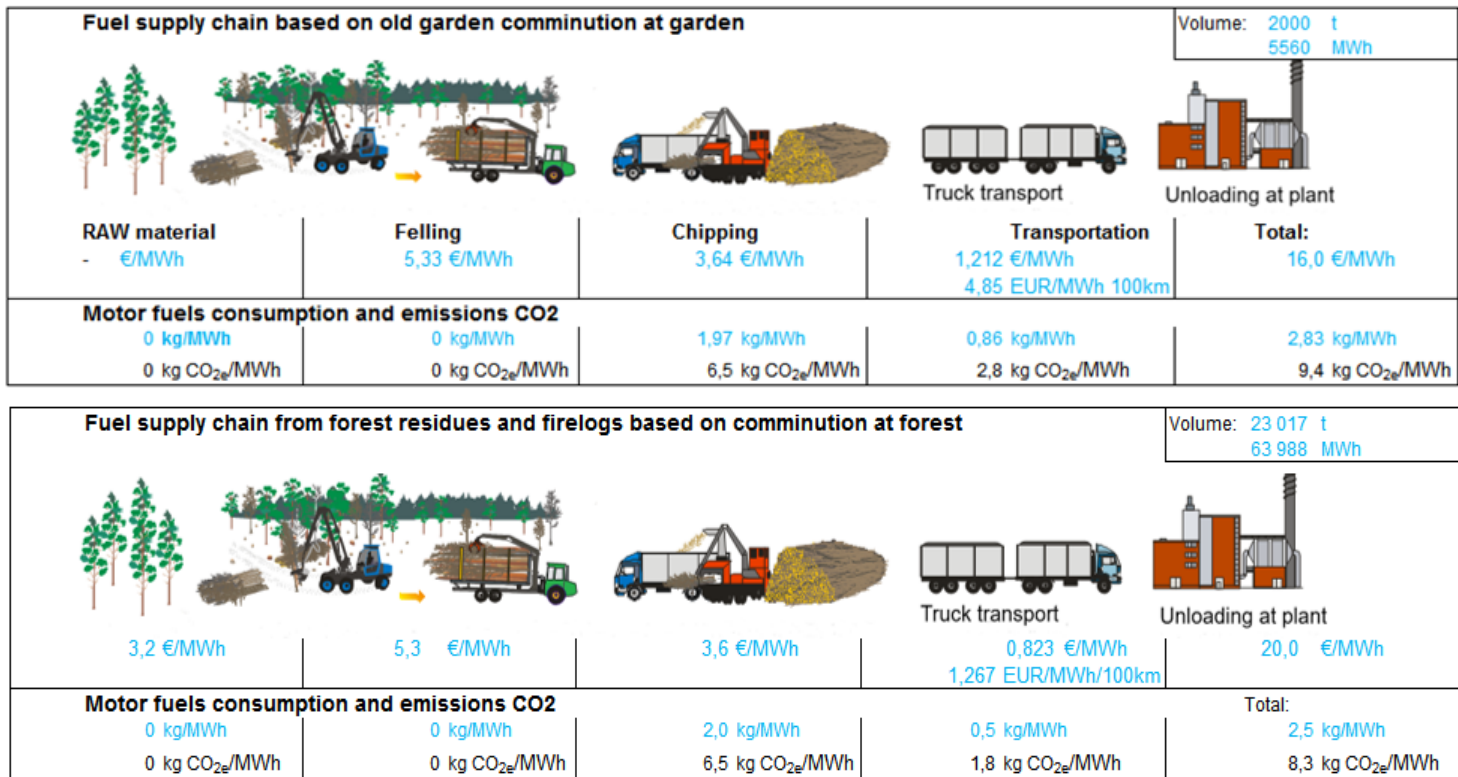 Fuel supply chain based on old garden comminution at garden
Volume: 2000 t
5560 MWh
Truck transport Unloading at plant
RAW material Felling Chipping Transportation Total:
- €/MWh 5,33 €/MWh 3,64 €/MWh 1,212 €/MWh 16,0 €/MWh
4,85 EUR/MWh 100km
Motor fuels consumption and emissions CO2
0 kg/MWh 0 kg/MWh 1,97 kg/MWh 0,86 kg/MWh 2,83 kg/MWh
0 kg CO2e/MWh 0 kg CO2e/MWh 6,5 kg CO2e/MWh 2,8 kg CO2e/MWh 9,4 kg CO2e/MWh
Fuel supply chain from forest residues and firelogs based on comminution at forest
Volume: 23 017 t
63 988 MWh
Truck transport Unloading at plant
3,2 €/MWh 5,3 €/MWh 3,6 €/MWh 0,823 €/MWh 20,0 €/MWh
1,267 EUR/MWh/100km
Motor fuels consumption and emissions CO2 Total:
0 kg/MWh 0 kg/MWh 2,0 kg/MWh 0,5 kg/MWh 2,5 kg/MWh
0 kg CO2e/MWh 0 kg CO2e/MWh 6,5 kg CO2e/MWh 1,8 kg CO2e/MWh 8,3 kg CO2e/MWh